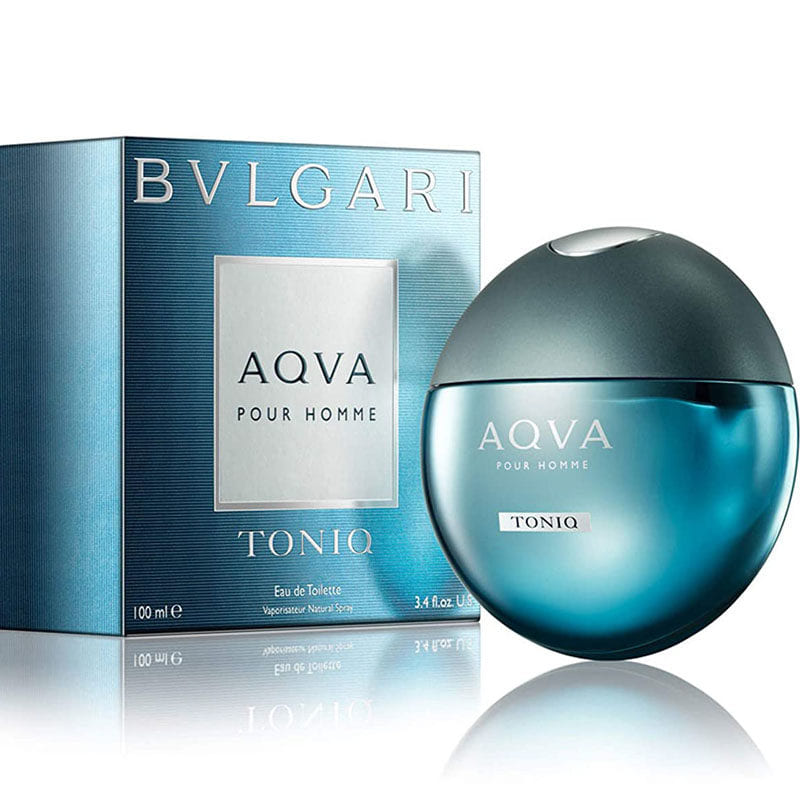 BVLGARI
AQVA
POUR HOMME
TONIQ
Eau de Toilette
Vaporisateur Natural Spray
100 ml e
3.4 fl.oz. U.S
AQVA
POUR HOMME
TONIQ